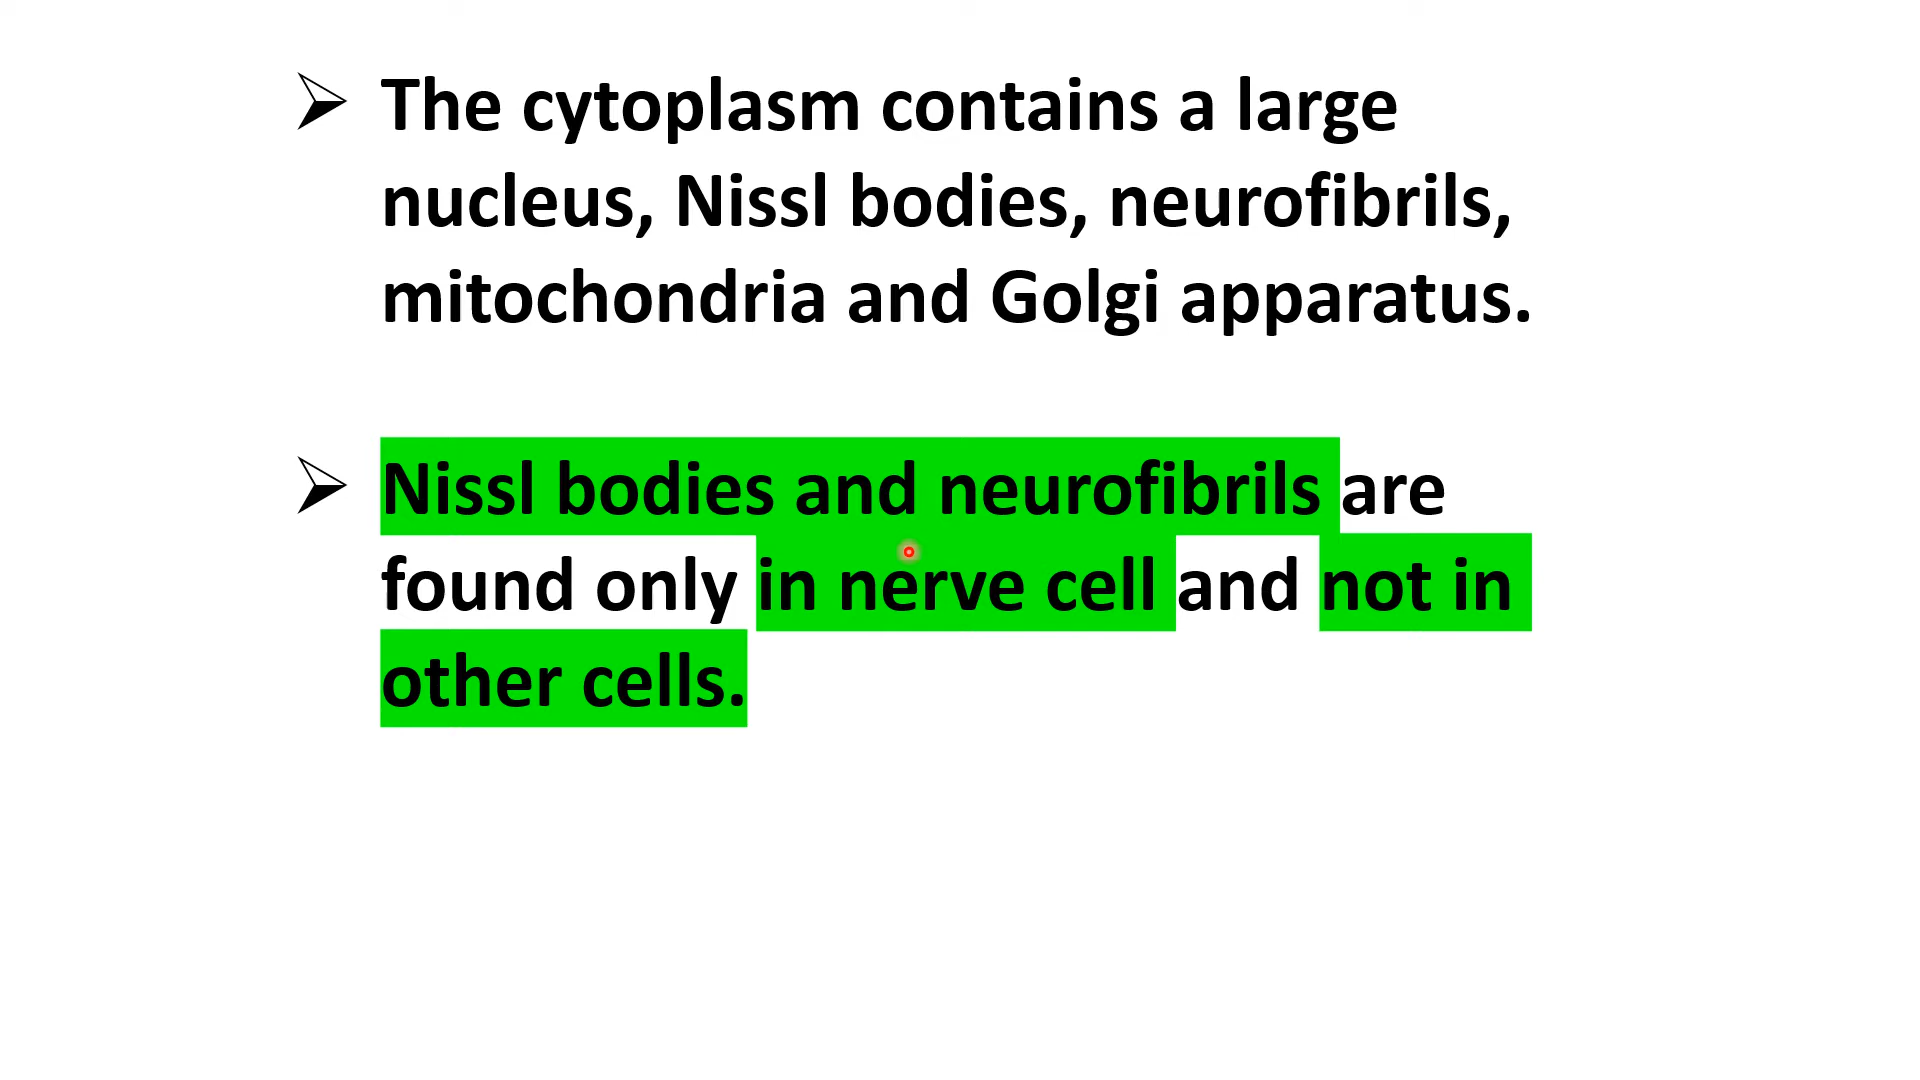 The cytoplasm contains a large
nucleus, Nissl bodies, neurofibrils,
mitochondria and Golgi apparatus.
Nissl bodies and neurofibrils are
found only in nerve cell and not in
other cells.